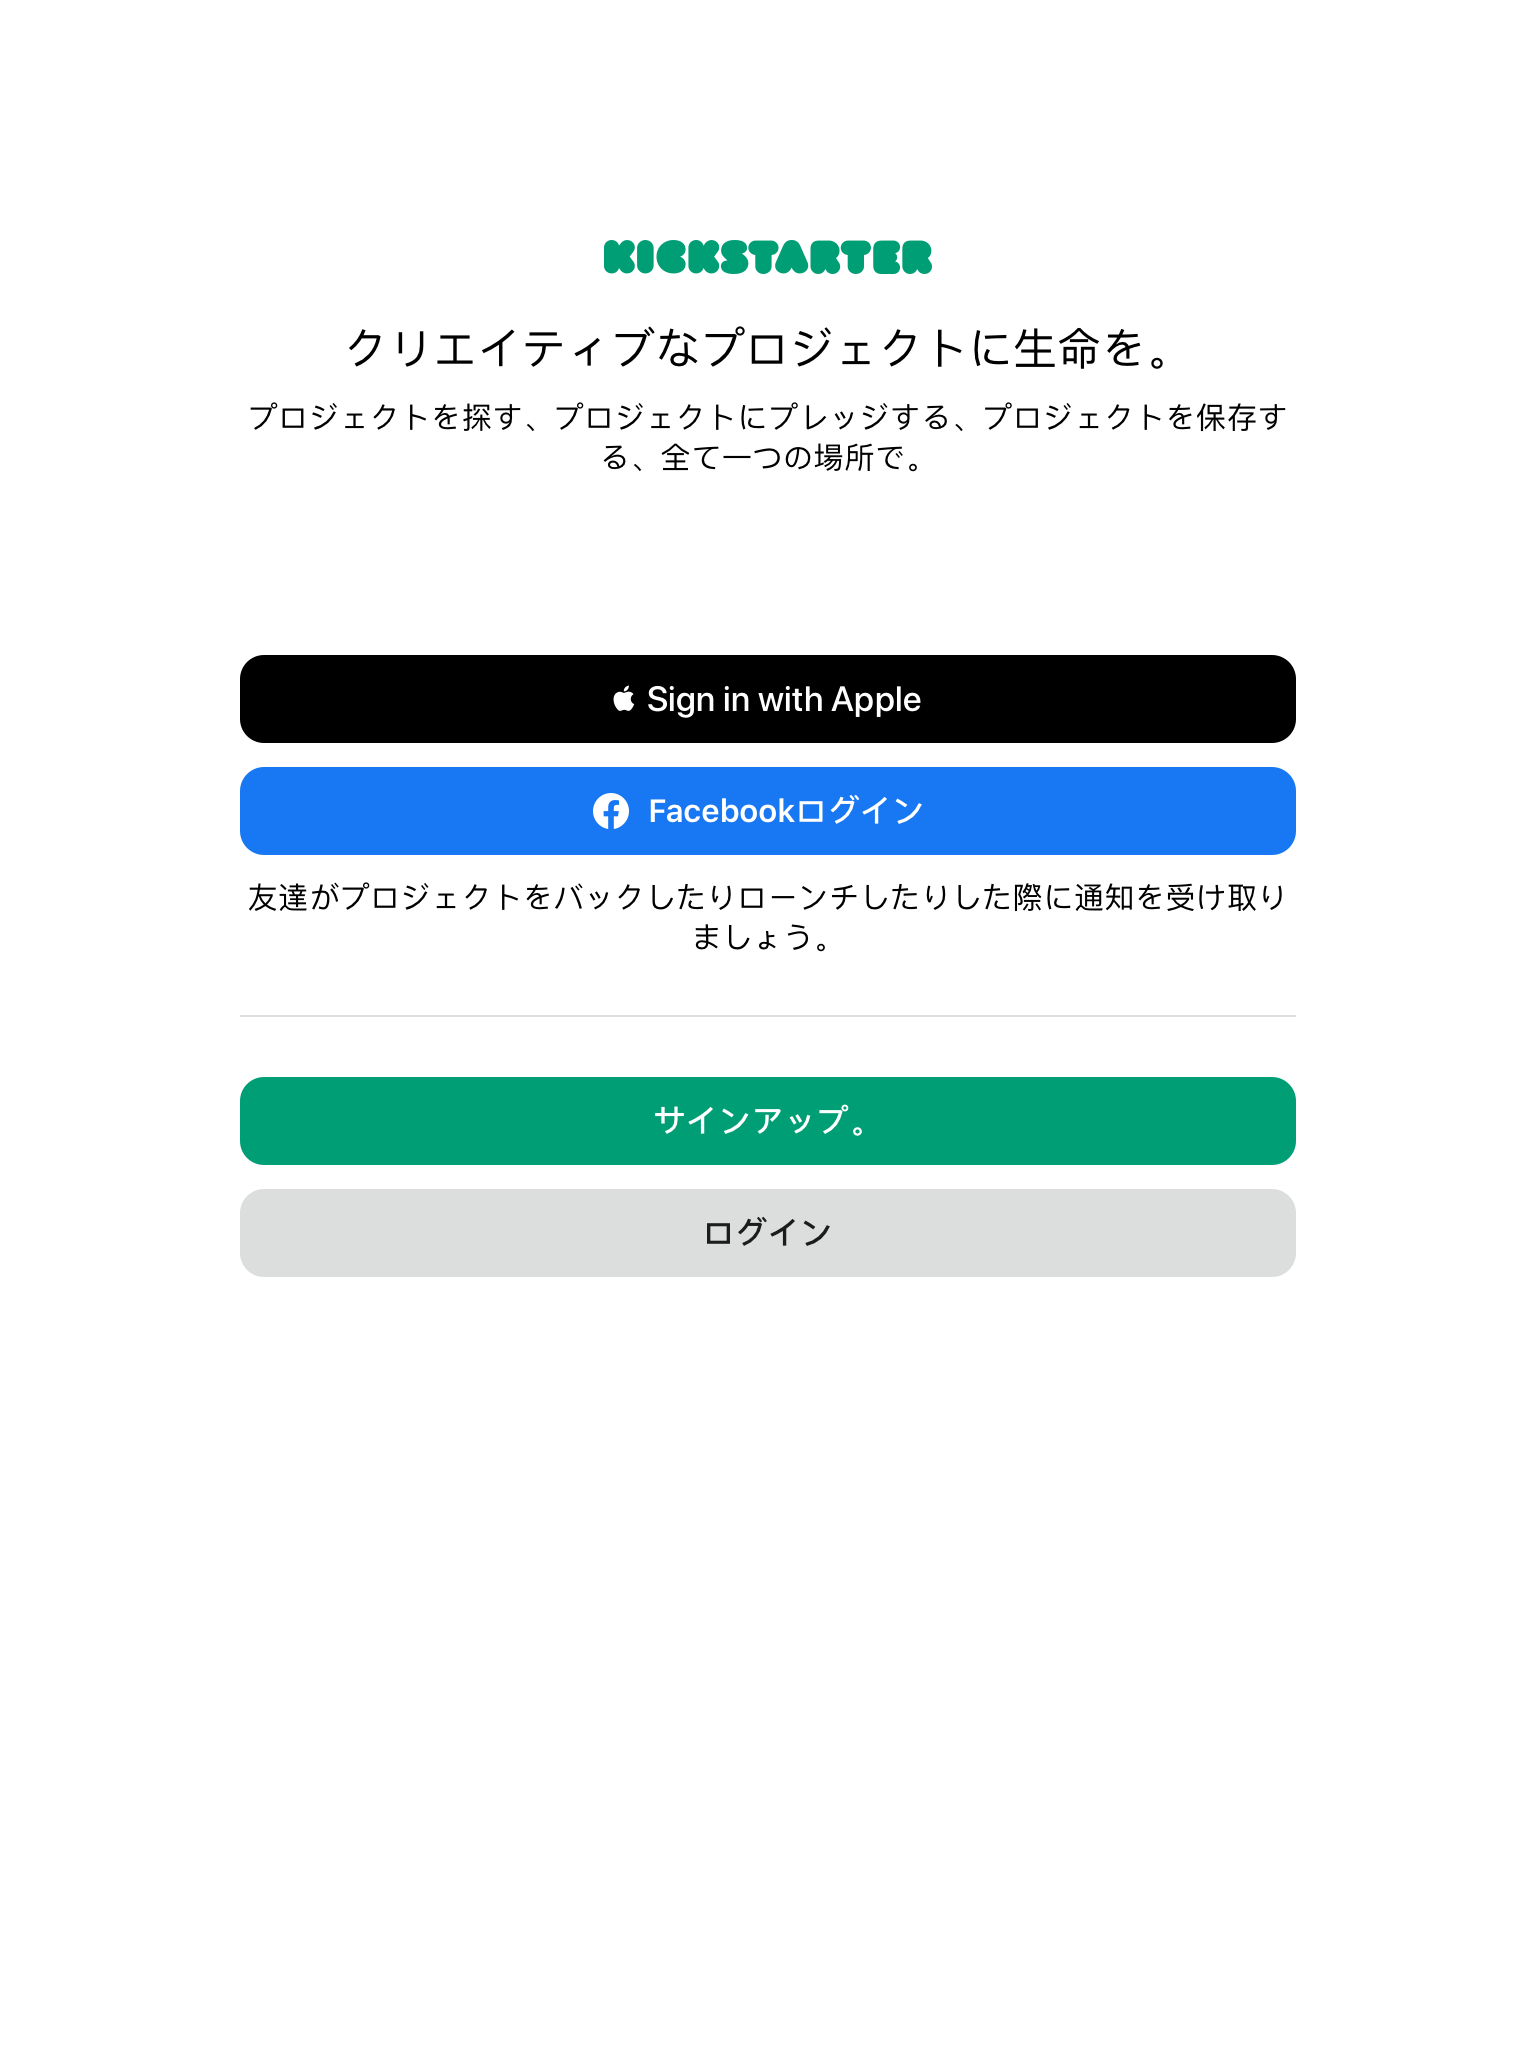 KICKSTARTER
クリエイティブなプロジェクトに生命を。
プロジェクトを探す、プロジェクトにプレッジする、プロジェクトを保存す
る、全て一つの場所で。
Sign in with Apple
Facebookログイン
友達がプロジェクトをバックしたりローンチしたりした際に通知を受け取り
ましょう。
サインアップ。
ログイン